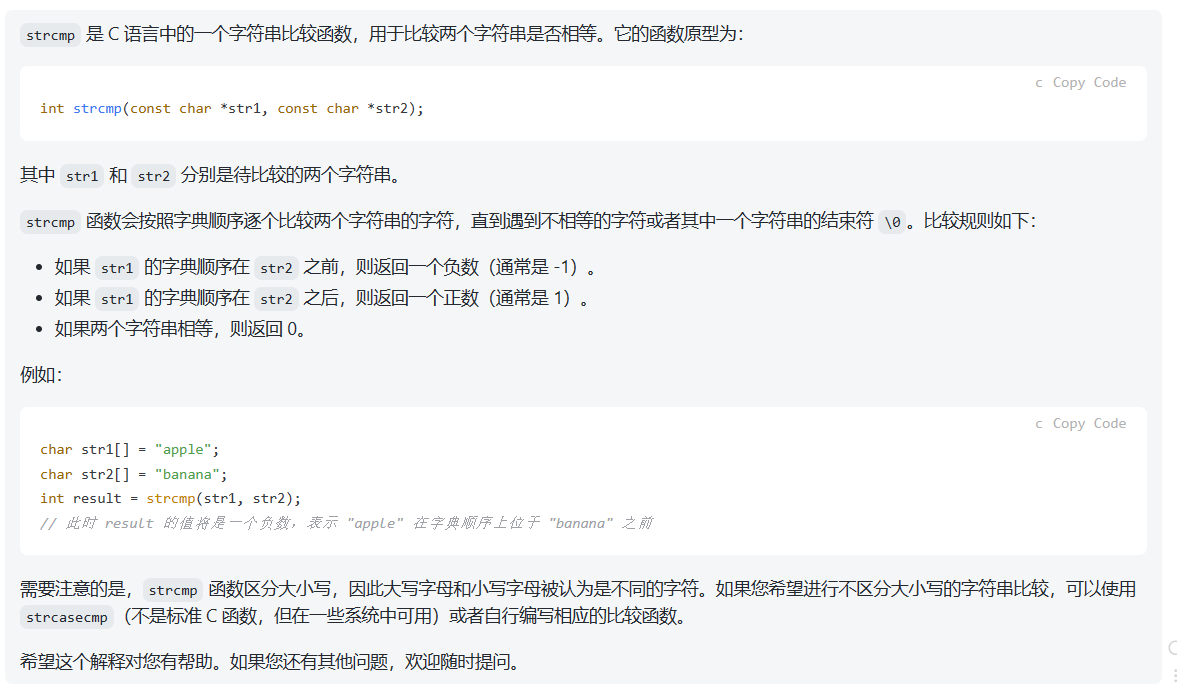 strcmp 是 C 语言中的一个字符串比较函数，用于比较两个字符串是否相等。它的函数原型为：
c Copy Code
int strcmp(const char *str1, const char *str2);
其中 str1 和 str2 分别是待比较的两个字符串。
strcmp 函数会按照字典顺序逐个比较两个字符串的字符，直到遇到不相等的字符或者其中一个字符串的结束符 \0 。比较规则如下：
• 如果 str1 的字典顺序在 str2 之前，则返回一个负数（通常是 -1）。
• 如果 str1 的字典顺序在 str2 之后，则返回一个正数（通常是 1）。
• 如果两个字符串相等，则返回 0。
例如：
c Copy Code
char str1[] = "apple";
char str2[] = "banana";
int result = strcmp(str1, str2);
// 此时 result 的值将是一个负数，表示 "apple" 在字典顺序上位于 "banana" 之前
需要注意的是， strcmp 函数区分大小写，因此大写字母和小写字母被认为是不同的字符。如果您希望进行不区分大小写的字符串比较，可以使用
strcasecmp （不是标准 C 函数，但在一些系统中可用）或者自行编写相应的比较函数。
希望这个解释对您有帮助。如果您还有其他问题，欢迎随时提问。